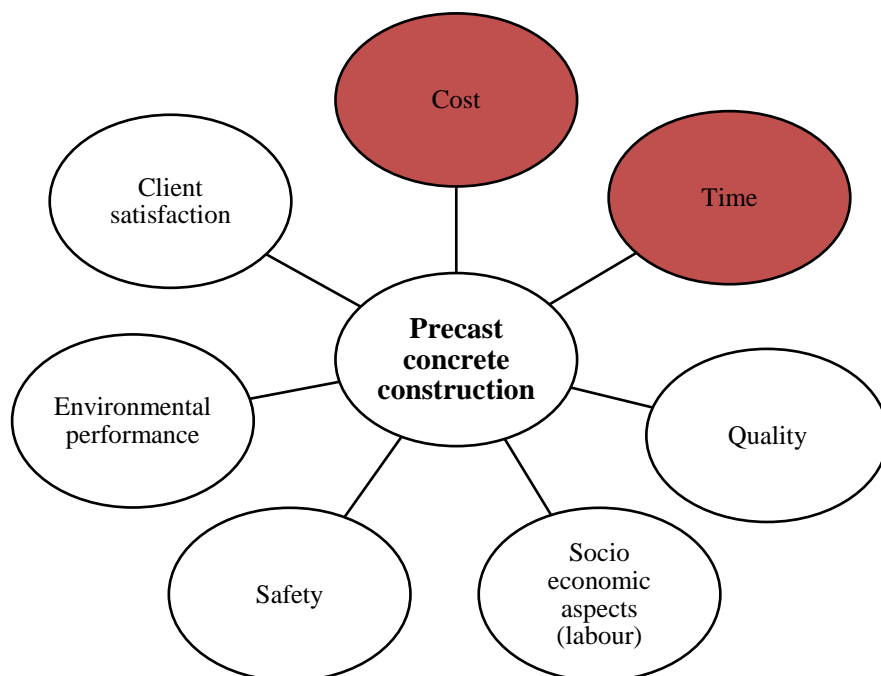 Cost
Time
Client
satisfaction
Precast
concrete
construction
Environmental
performance
Quality
Safety
Socio
economic
aspects
(labour)